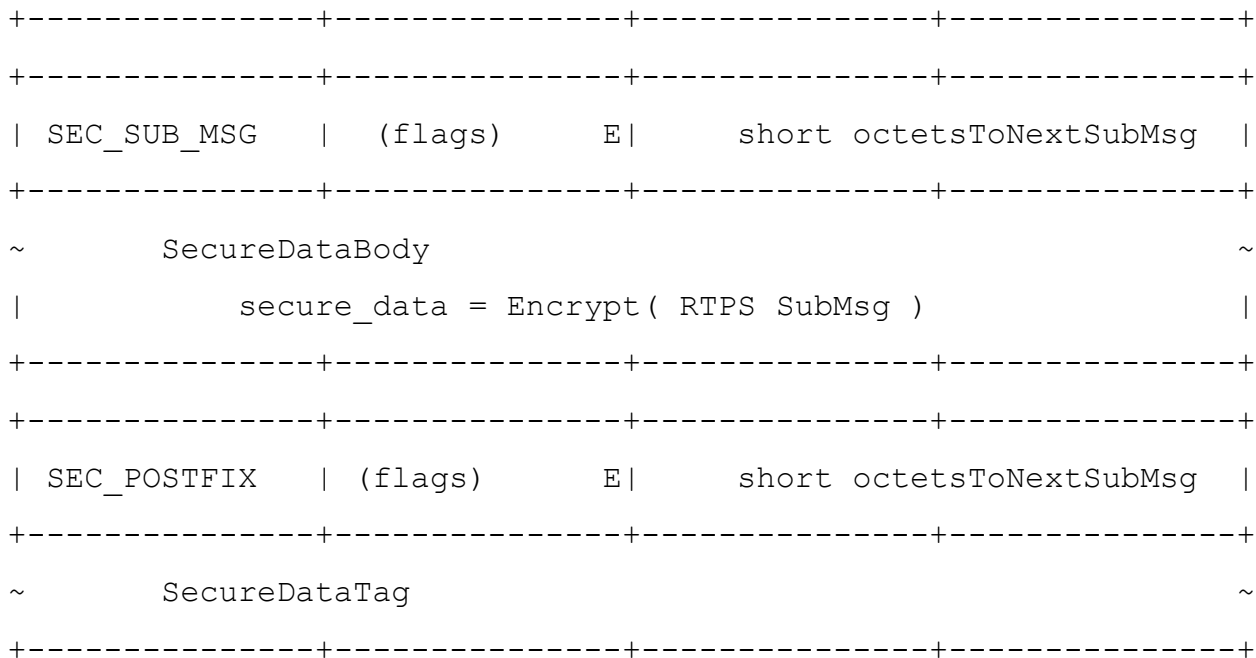 +---------------+---------------+---------------+---------------+
+---------------+---------------+---------------+---------------+
| SEC_SUB_MSG   |  (flags)     E|     short octetsToNextSubMsg  |
+---------------+---------------+---------------+---------------+
~       SecureDataBody                                          ~
|           secure_data = Encrypt( RTPS SubMsg )                |
+---------------+---------------+---------------+---------------+
+---------------+---------------+---------------+---------------+
| SEC_POSTFIX   | (flags)      E|     short octetsToNextSubMsg  |
+---------------+---------------+---------------+---------------+
~       SecureDataTag                                           ~
+---------------+---------------+---------------+---------------+